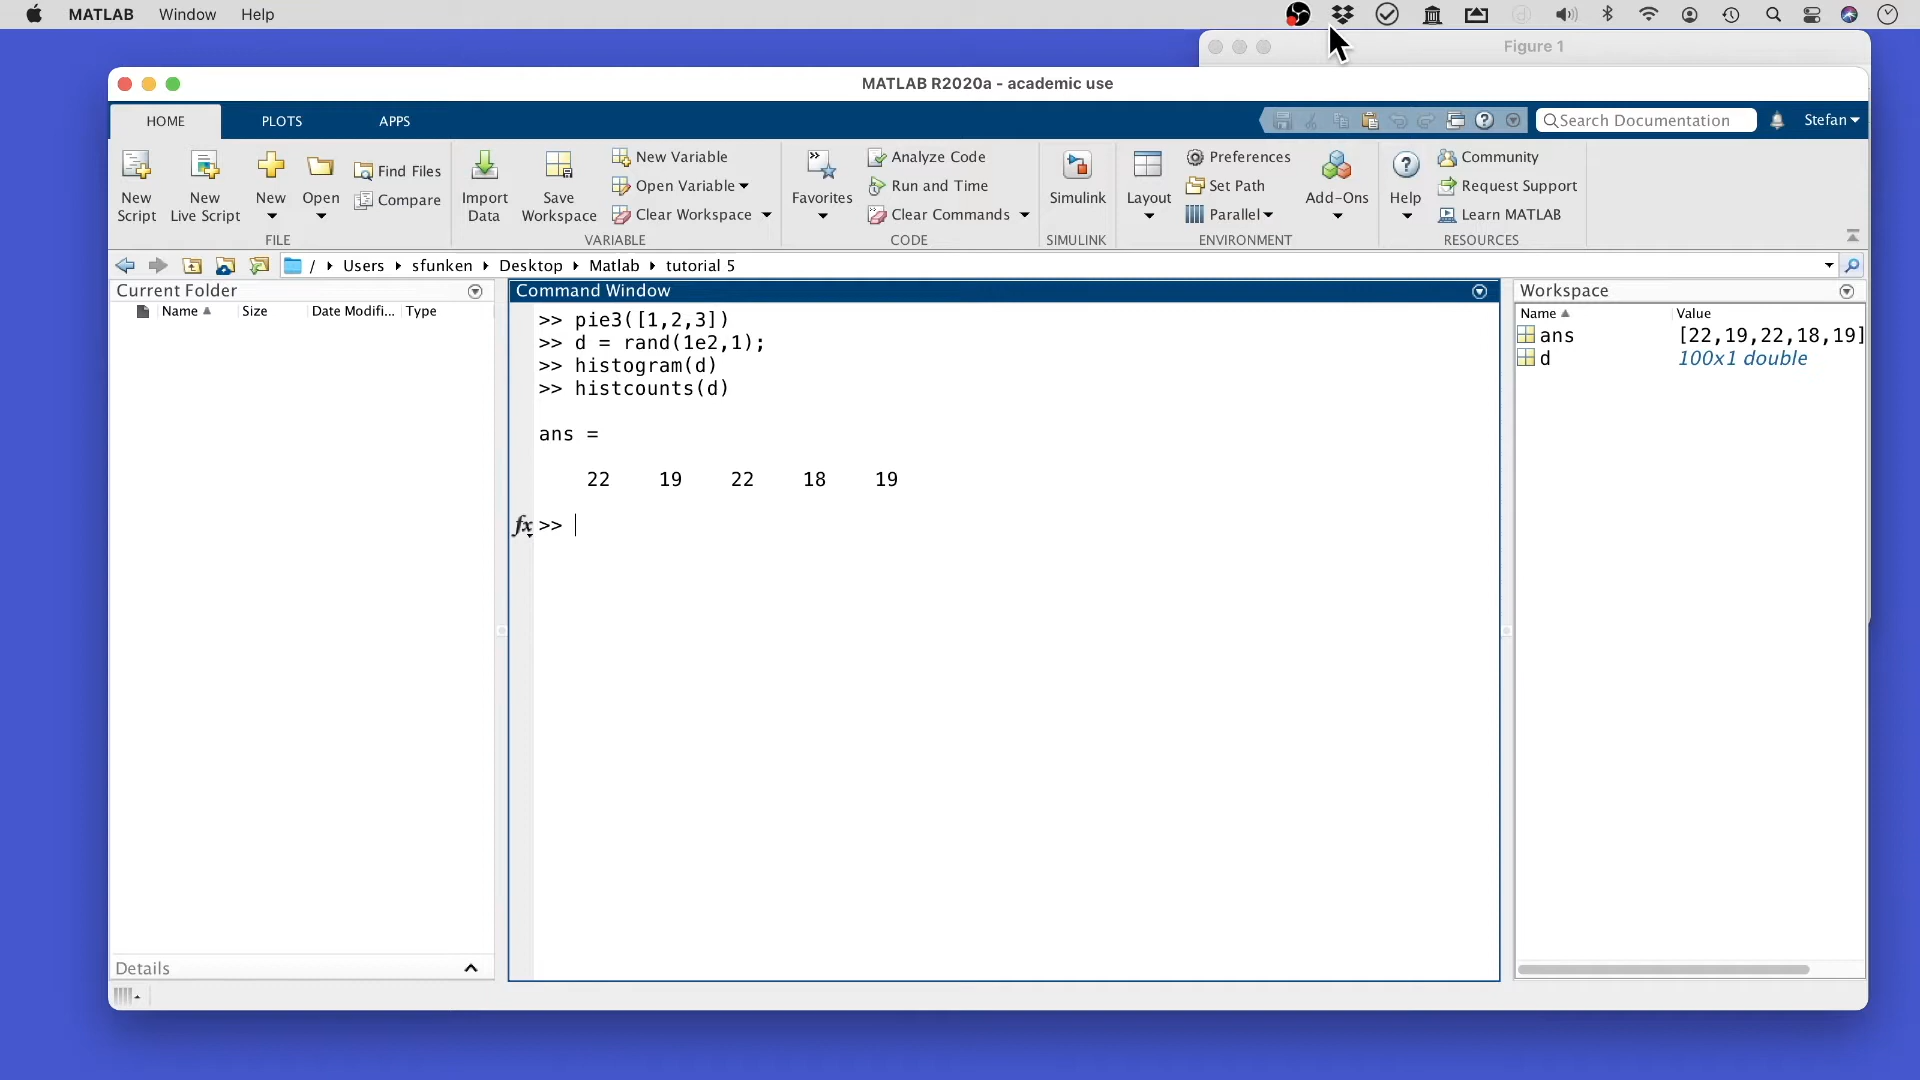 MATLAB Window Help
Figure 1
MATLAB R2020a - academic use
HOME PLOTS APPS
Search Documentation
Stefan
New Script
New Live Script
New
Open
Find Files
Compare
FILE
Import Data
Save Workspace
New Variable
Open Variable
Clear Workspace
VARIABLE
Favorites
Analyze Code
Run and Time
Clear Commands
CODE
Simulink
SIMULINK
Layout
Preferences
Set Path
Parallel
Add-Ons
ENVIRONMENT
Help
Community
Request Support
Learn MATLAB
RESOURCES
/ Users sfunken Desktop Matlab tutorial 5
Current Folder
Name Size Date Modifi... Type
Details
Command Window
>> pie3([1,2,3])
>> d = rand(1e2,1);
>> histogram(d)
>> histcounts(d)
ans =
22 19 22 18 19
fx >>
Workspace
Name Value
ans [22,19,22,18,19]
d 100x1 double